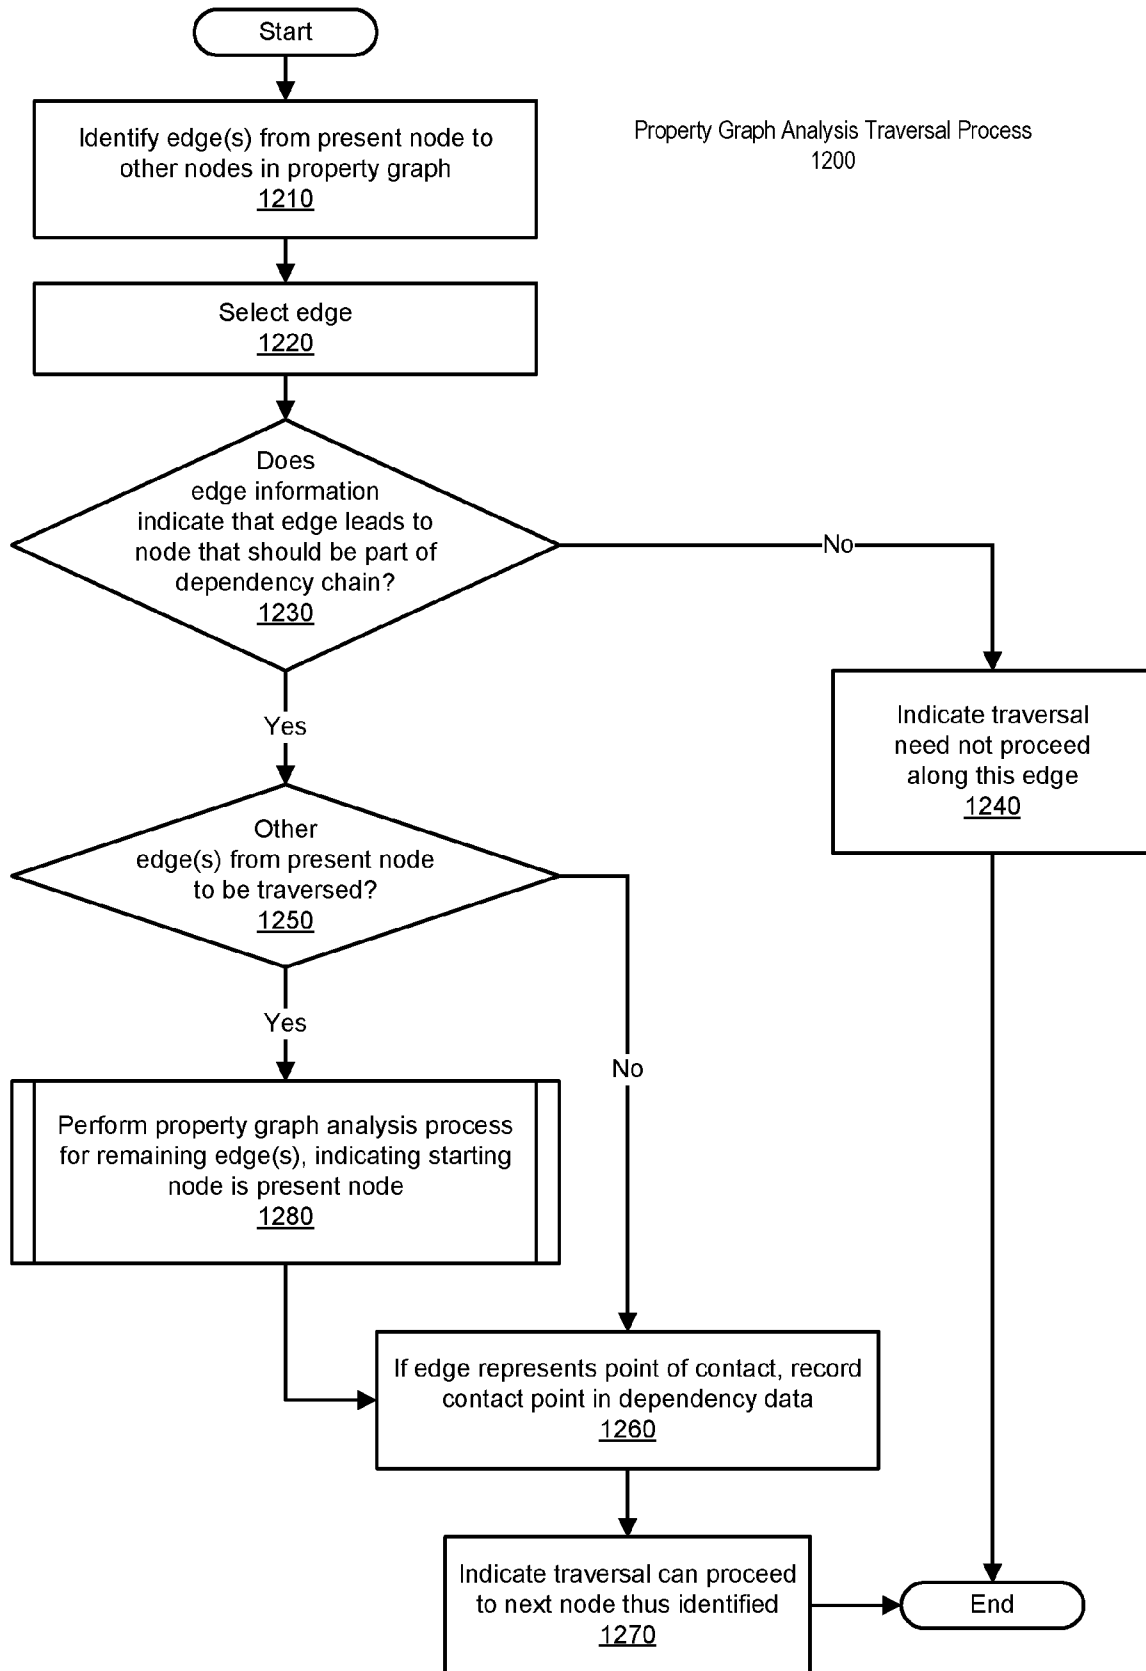 Start
Identify edge(s) from present node to
other nodes in property graph
1210
Property Graph Analysis Traversal Process
1200
Select edge
1220
Does
edge information
indicate that edge leads to
node that should be part of
dependency chain?
1230
No
Yes
Indicate traversal
need not proceed
along this edge
1240
Other
edge(s) from present node
to be traversed?
1250
Yes
No
Perform property graph analysis process
for remaining edge(s), indicating starting
node is present node
1280
If edge represents point of contact, record
contact point in dependency data
1260
Indicate traversal can proceed
to next node thus identified
1270
End